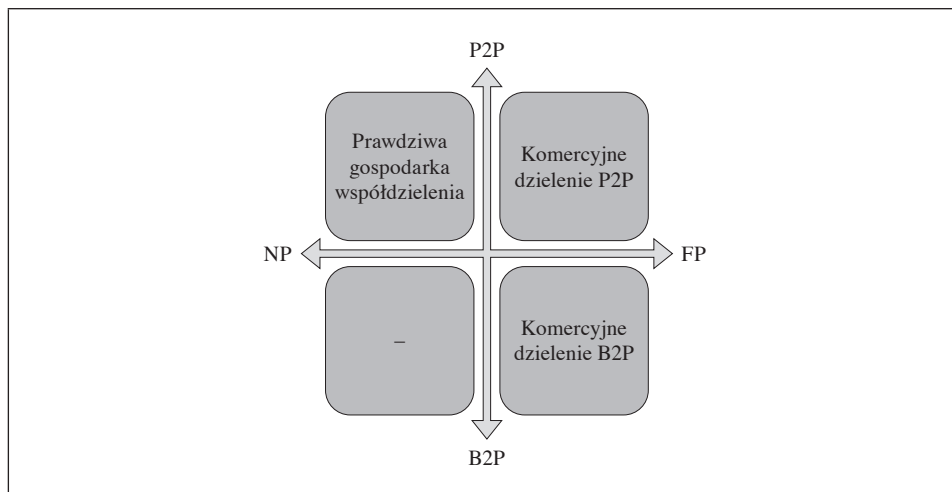 P2P
Prawdziwa
gospodarka
współdzielenia
Komercyjne
dzielenie P2P
NP
FP
–
Komercyjne
dzielenie B2P
B2P